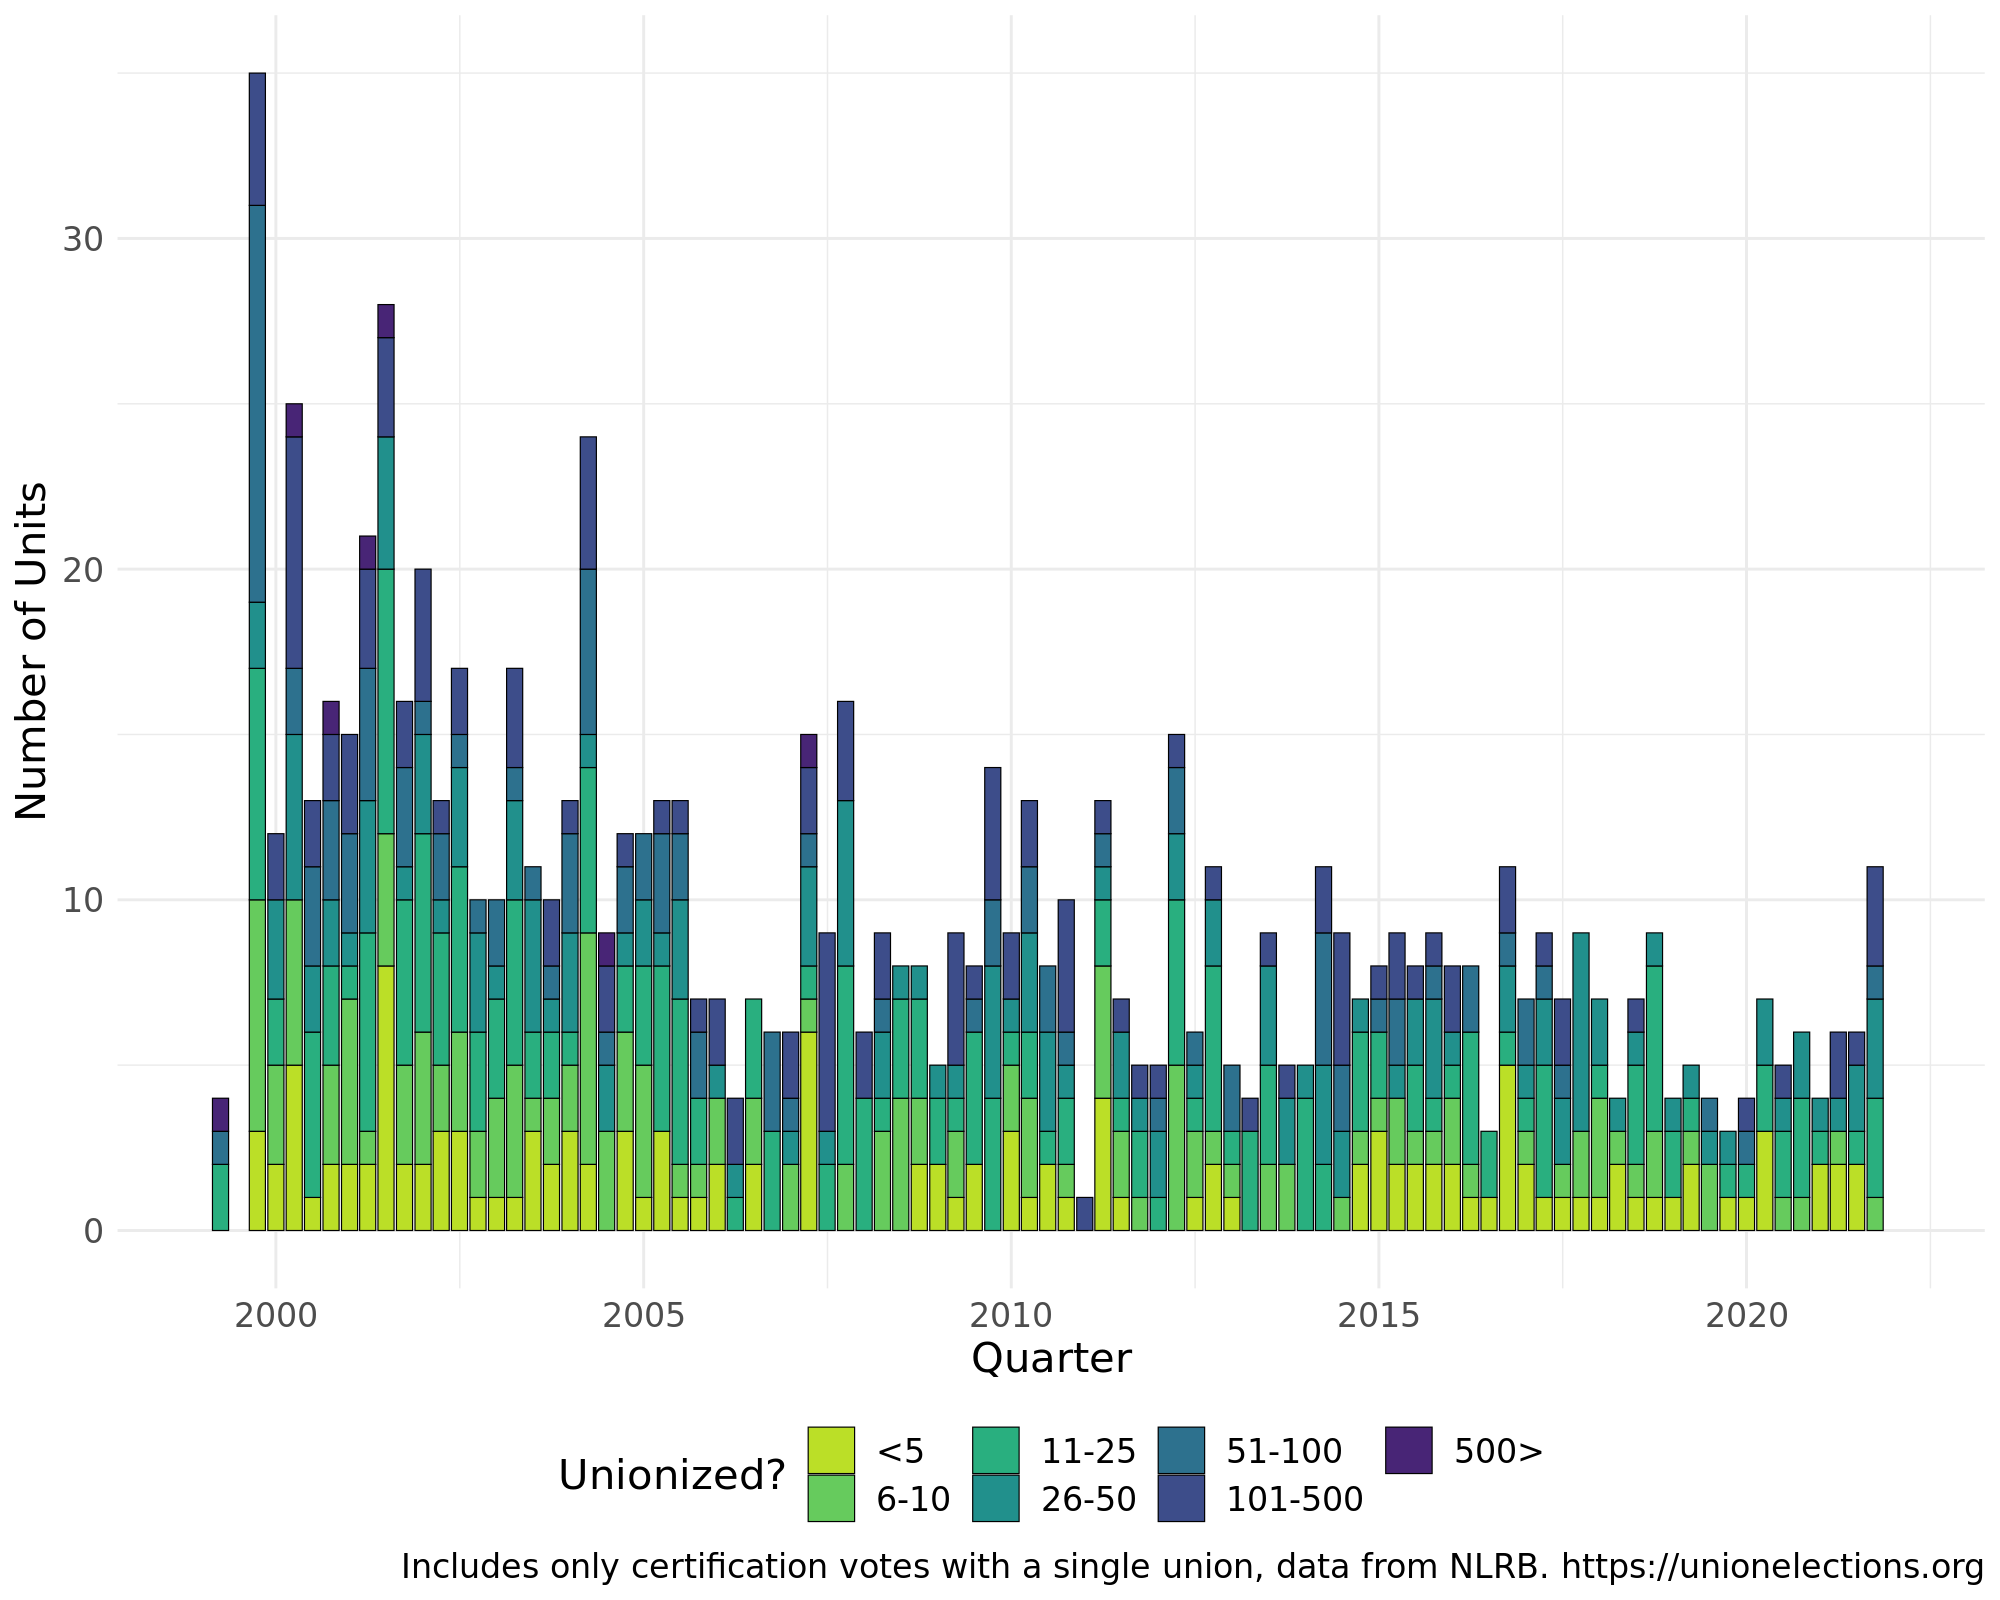 30
20
10
0
Number of Units
2000 2005 2010 2015 2020
Quarter
Unionized?
<5 11-25 51-100 500>
6-10 26-50 101-500
Includes only certification votes with a single union, data from NLRB. https://unionelections.org